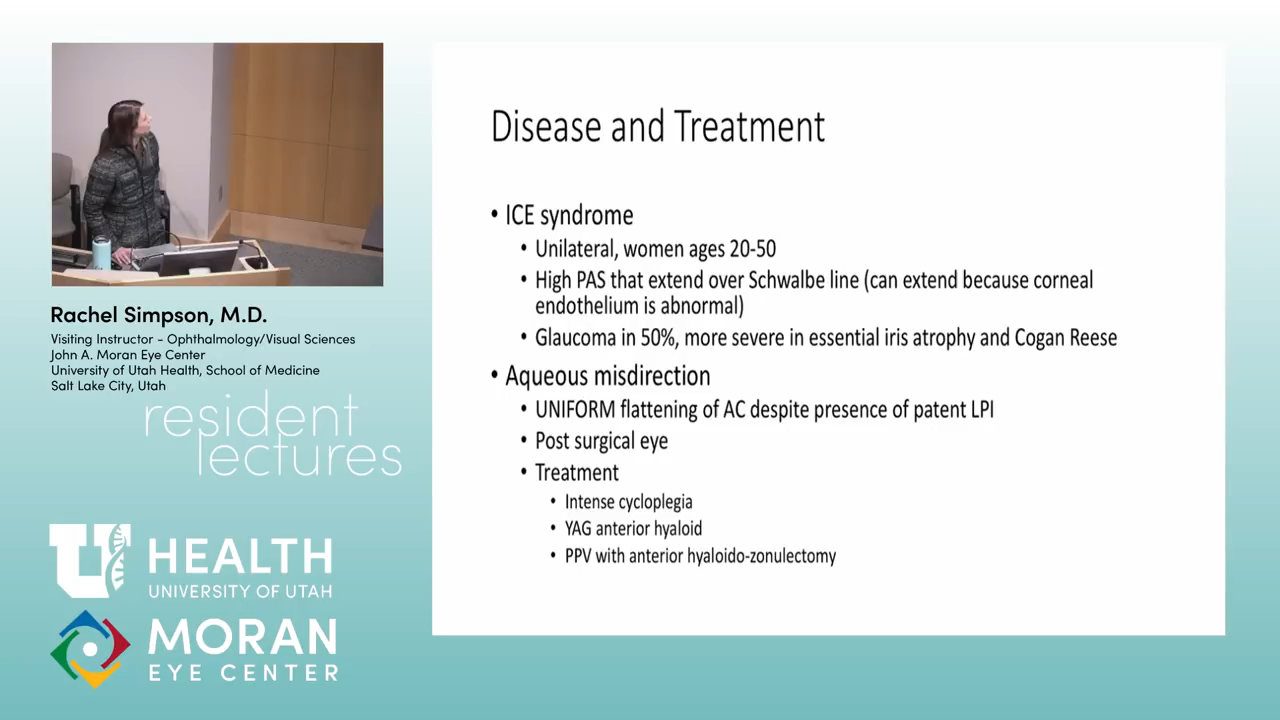 Disease and Treatment
• ICE syndrome
• Unilateral, women ages 20-50
• High PAS that extend over Schwalbe line (can extend because corneal
endothelium is abnormal)
• Glaucoma in 50%, more severe in essential iris atrophy and Cogan Reese
• Aqueous misdirection
• UNIFORM flattening of AC despite presence of patent LPI
• Post surgical eye
• Treatment
• Intense cycloplegia
• YAG anterior hyaloid
• PPV with anterior hyaloido-zonulectomy
Rachel Simpson, M.D.
Visiting Instructor - Ophthalmology/Visual Sciences
John A. Moran Eye Center
University of Utah Health, School of Medicine
Salt Lake City, Utah
resident
lectures
U HEALTH
UNIVERSITY OF UTAH
MORAN
EYE CENTER